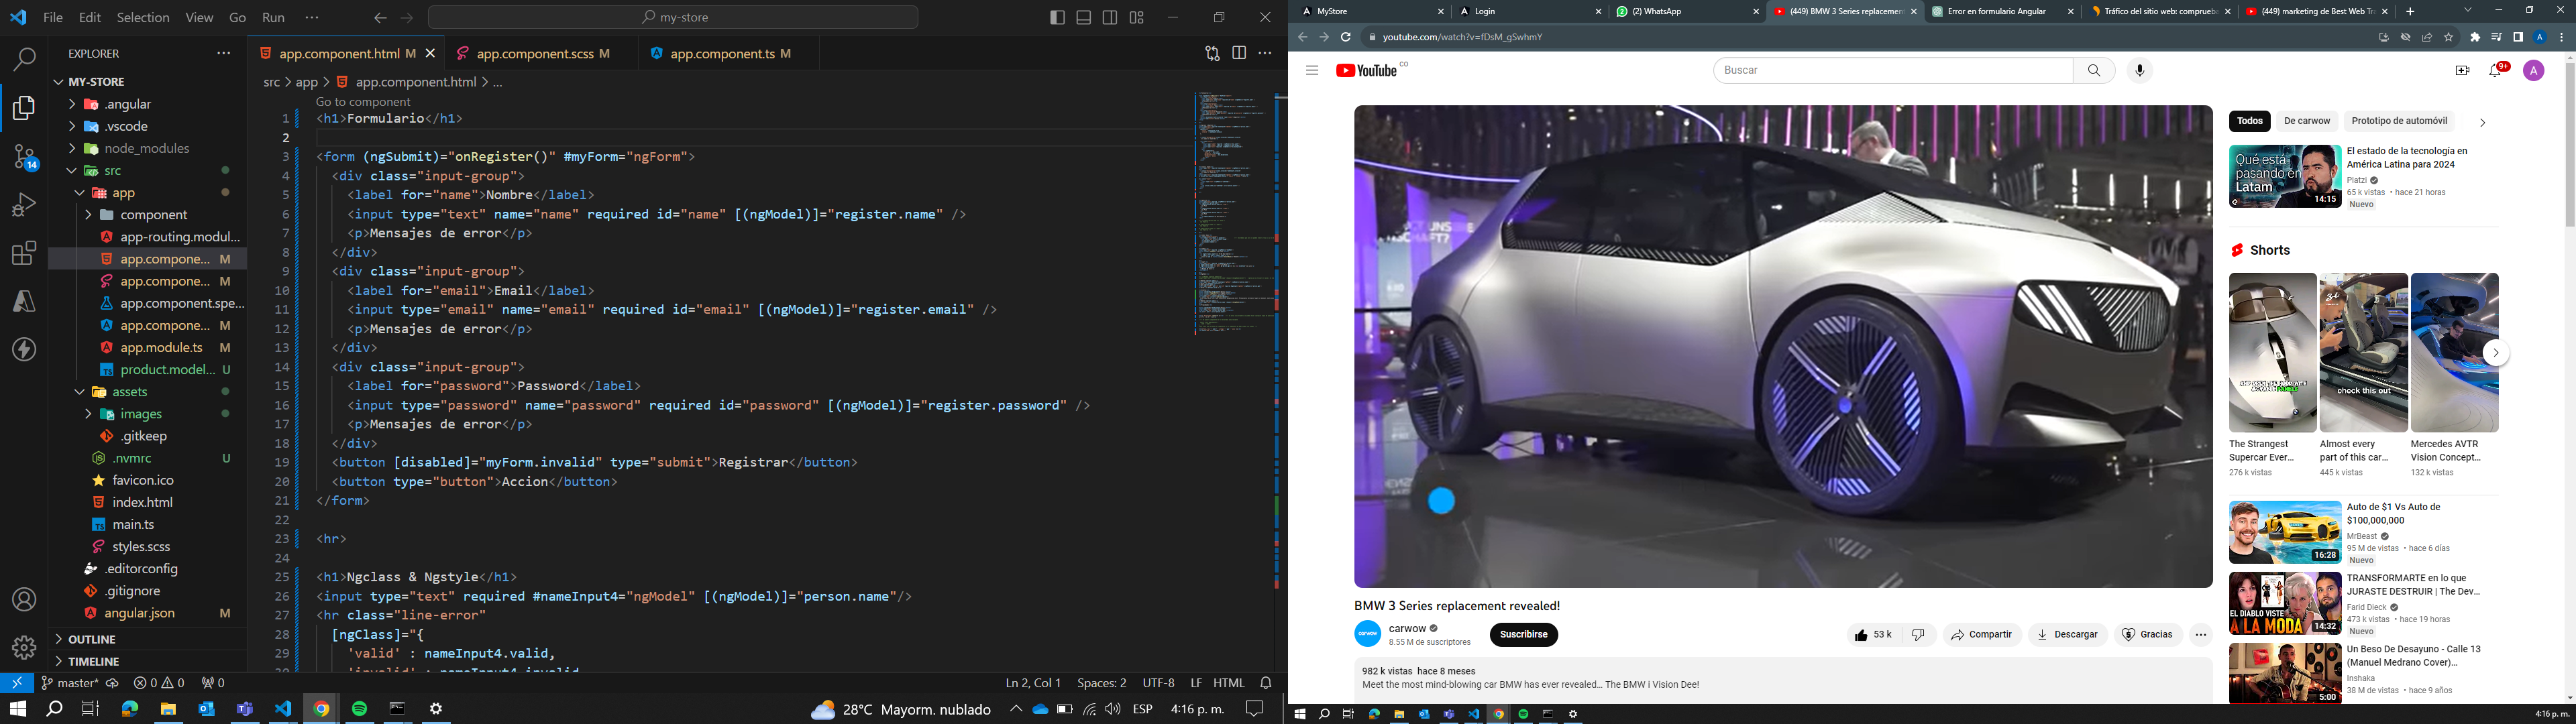 File Edit Selection View Go Run ···
my-store
EXPLORER
MY-STORE
.angular
.vscode
node_modules
src
app
component
app-routing.modul...
app.compone... M
app.compone... M
app.component.spe...
app.compone... M
app.module.ts M
product.model... U
assets
images
.gitkeep
.nvmrc U
favicon.ico
index.html
main.ts
styles.scss
.editorconfig
.gitignore
angular.json M
OUTLINE
TIMELINE
14
app.component.html M
app.component.scss M
app.component.ts M
src > app > app.component.html > ...
Go to component
1 <h1>Formulario</h1>
2
3 <form (ngSubmit)="onRegister()" #myForm="ngForm">
4 <div class="input-group">
5 <label for="name">Nombre</label>
6 <input type="text" name="name" required id="name" [(ngModel)]="register.name" />
7 <p>Mensajes de error</p>
8 </div>
9 <div class="input-group">
10 <label for="email">Email</label>
11 <input type="email" name="email" required id="email" [(ngModel)]="register.email" />
12 <p>Mensajes de error</p>
13 </div>
14 <div class="input-group">
15 <label for="password">Password</label>
16 <input type="password" name="password" required id="password" [(ngModel)]="register.password" />
17 <p>Mensajes de error</p>
18 </div>
19 <button [disabled]="myForm.invalid" type="submit">Registrar</button>
20 <button type="button">Accion</button>
21 </form>
22
23 <hr>
24
25 <h1>Ngclass & Ngstyle</h1>
26 <input type="text" required #nameInput4="ngModel" [(ngModel)]="person.name"/>
27 <hr class="line-error"
28 [ngClass]="{
29 'valid' : nameInput4.valid,
30 'invalid' : nameInput4.invalid
master* 0 0 0
Ln 2, Col 1 Spaces: 2 UTF-8 LF HTML
28°C Mayorm. nublado ESP 4:16 p. m.
MyStore
Login
(2) WhatsApp
(449) BMW 3 Series replacement
Error en formulario Angular
Tráfico del sitio web: comprueba
(449) marketing de Best Web Tr
youtube.com/watch?v=fDsM_gSwhmY
YouTube CO
Buscar
9+
A
Todos De carwow Prototipo de automóvil
Qué está
pasando en
Latam
14:15
El estado de la tecnología en
América Latina para 2024
Platzi
65 k vistas • hace 21 horas
Nuevo
Shorts
check this out
The Strangest
Supercar Ever...
276 k vistas
Almost every
part of this car...
445 k vistas
Mercedes AVTR
Vision Concept...
132 k vistas
16:28
Auto de $1 Vs Auto de
$100,000,000
MrBeast
95 M de vistas • hace 6 días
Nuevo
EL DIABLO VISTE
A LA MODA
14:32
TRANSFORMARTE en lo que
JURASTE DESTRUIR | The Dev...
Farid Dieck
473 k vistas • hace 19 horas
Nuevo
5:00
Un Beso De Desayuno - Calle 13
(Manuel Medrano Cover)...
Inshaka
38 M de vistas • hace 9 años
BMW 3 Series replacement revealed!
carwow
carwow
8.55 M de suscriptores
Suscribirse
53 k
Compartir
Descargar
Gracias
982 k vistas hace 8 meses
Meet the most mind-blowing car BMW has ever revealed… The BMW i Vision Dee!
4:16 p. m.